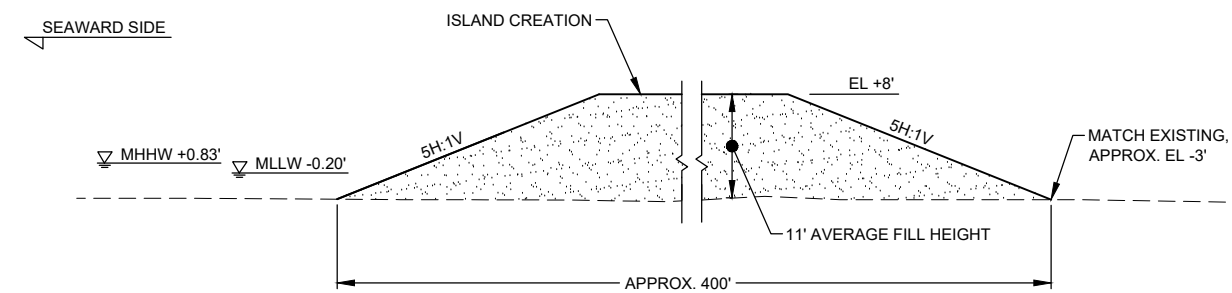 SEAWARD SIDE
ISLAND CREATION
EL +8'
5H:1V
5H:1V
MHHW +0.83'
MLLW -0.20'
MATCH EXISTING,
APPROX. EL -3'
11' AVERAGE FILL HEIGHT
APPROX. 400'